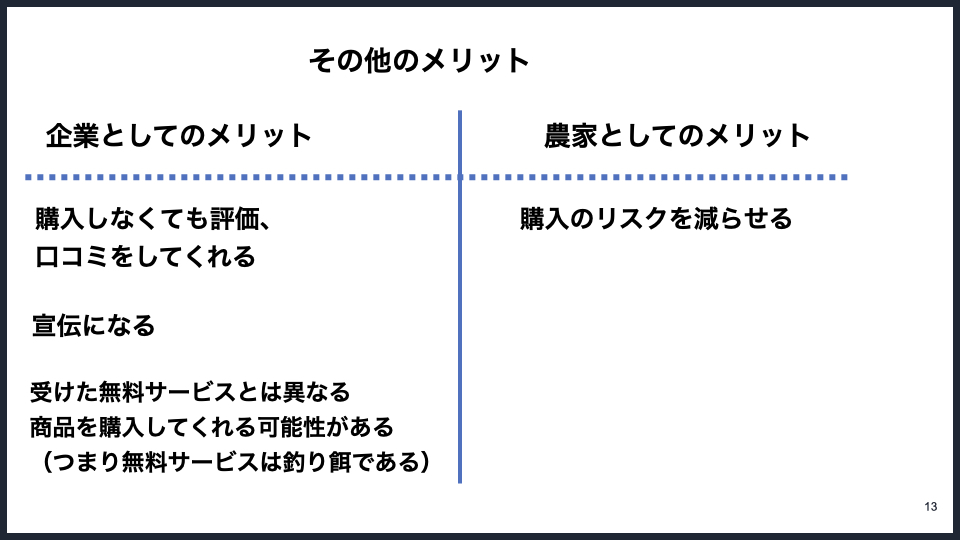 その他のメリット
企業としてのメリット
農家としてのメリット
購入しなくても評価、
口コミをしてくれる
宣伝になる
受けた無料サービスとは異なる
商品を購入してくれる可能性がある
（つまり無料サービスは釣り餌である）
購入のリスクを減らせる
13